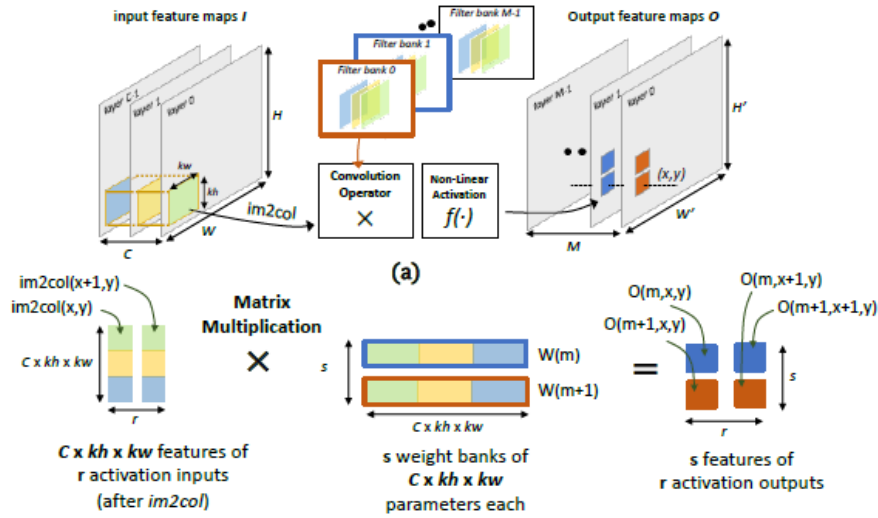 input feature maps I
Filter bank M-1
Filter bank 1
Filter bank 0
Output feature maps O
layer C-1
layer 1
layer 0
H
kw
kh
W
C
im2col
Convolution
Operator
×
Non-Linear
Activation
f(·)
layer M-1
layer 1
layer 0
H'
(x,y)
W'
M
(a)
im2col(x+1,y)
im2col(x,y)
C x kh x kw
r
Matrix
Multiplication
×
s
W(m)
W(m+1)
C x kh x kw
=
O(m,x,y)
O(m+1,x,y)
O(m,x+1,y)
O(m+1,x+1,y)
s
r
C x kh x kw features of
r activation inputs
(after im2col)
s weight banks of
C x kh x kw
parameters each
s features of
r activation outputs